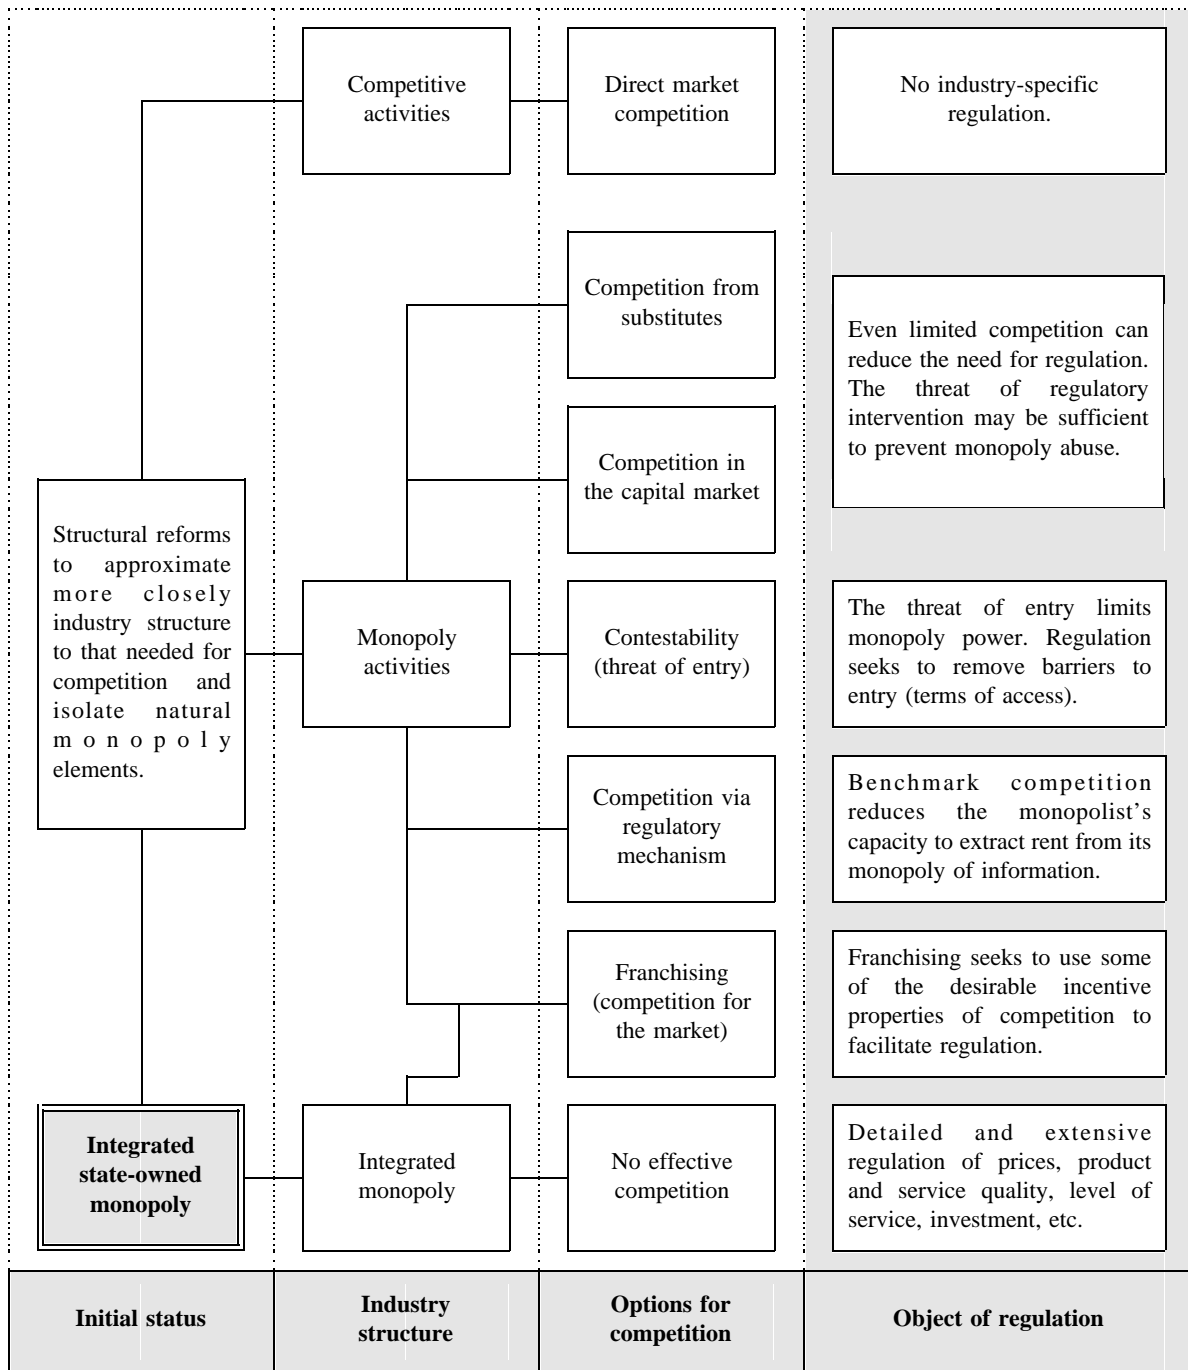 Competitive
activities
Direct market
competition
No industry-specific
regulation.
Competition from
substitutes
Even limited competition can
reduce the need for regulation.
The threat of regulatory
intervention may be sufficient
to prevent monopoly abuse.
Competition in
the capital market
Structural reforms
to approximate
more closely
industry structure
to that needed for
competition and
isolate natural
monopoly
elements.
Monopoly
activities
Contestability
(threat of entry)
The threat of entry limits
monopoly power. Regulation
seeks to remove barriers to
entry (terms of access).
Competition via
regulatory
mechanism
Benchmark competition
reduces the monopolist's
capacity to extract rent from its
monopoly of information.
Franchising
(competition for
the market)
Franchising seeks to use some
of the desirable incentive
properties of competition to
facilitate regulation.
Integrated
state-owned
monopoly
Integrated
monopoly
No effective
competition
Detailed and extensive
regulation of prices, product
and service quality, level of
service, investment, etc.
Initial status
Industry
structure
Options for
competition
Object of regulation